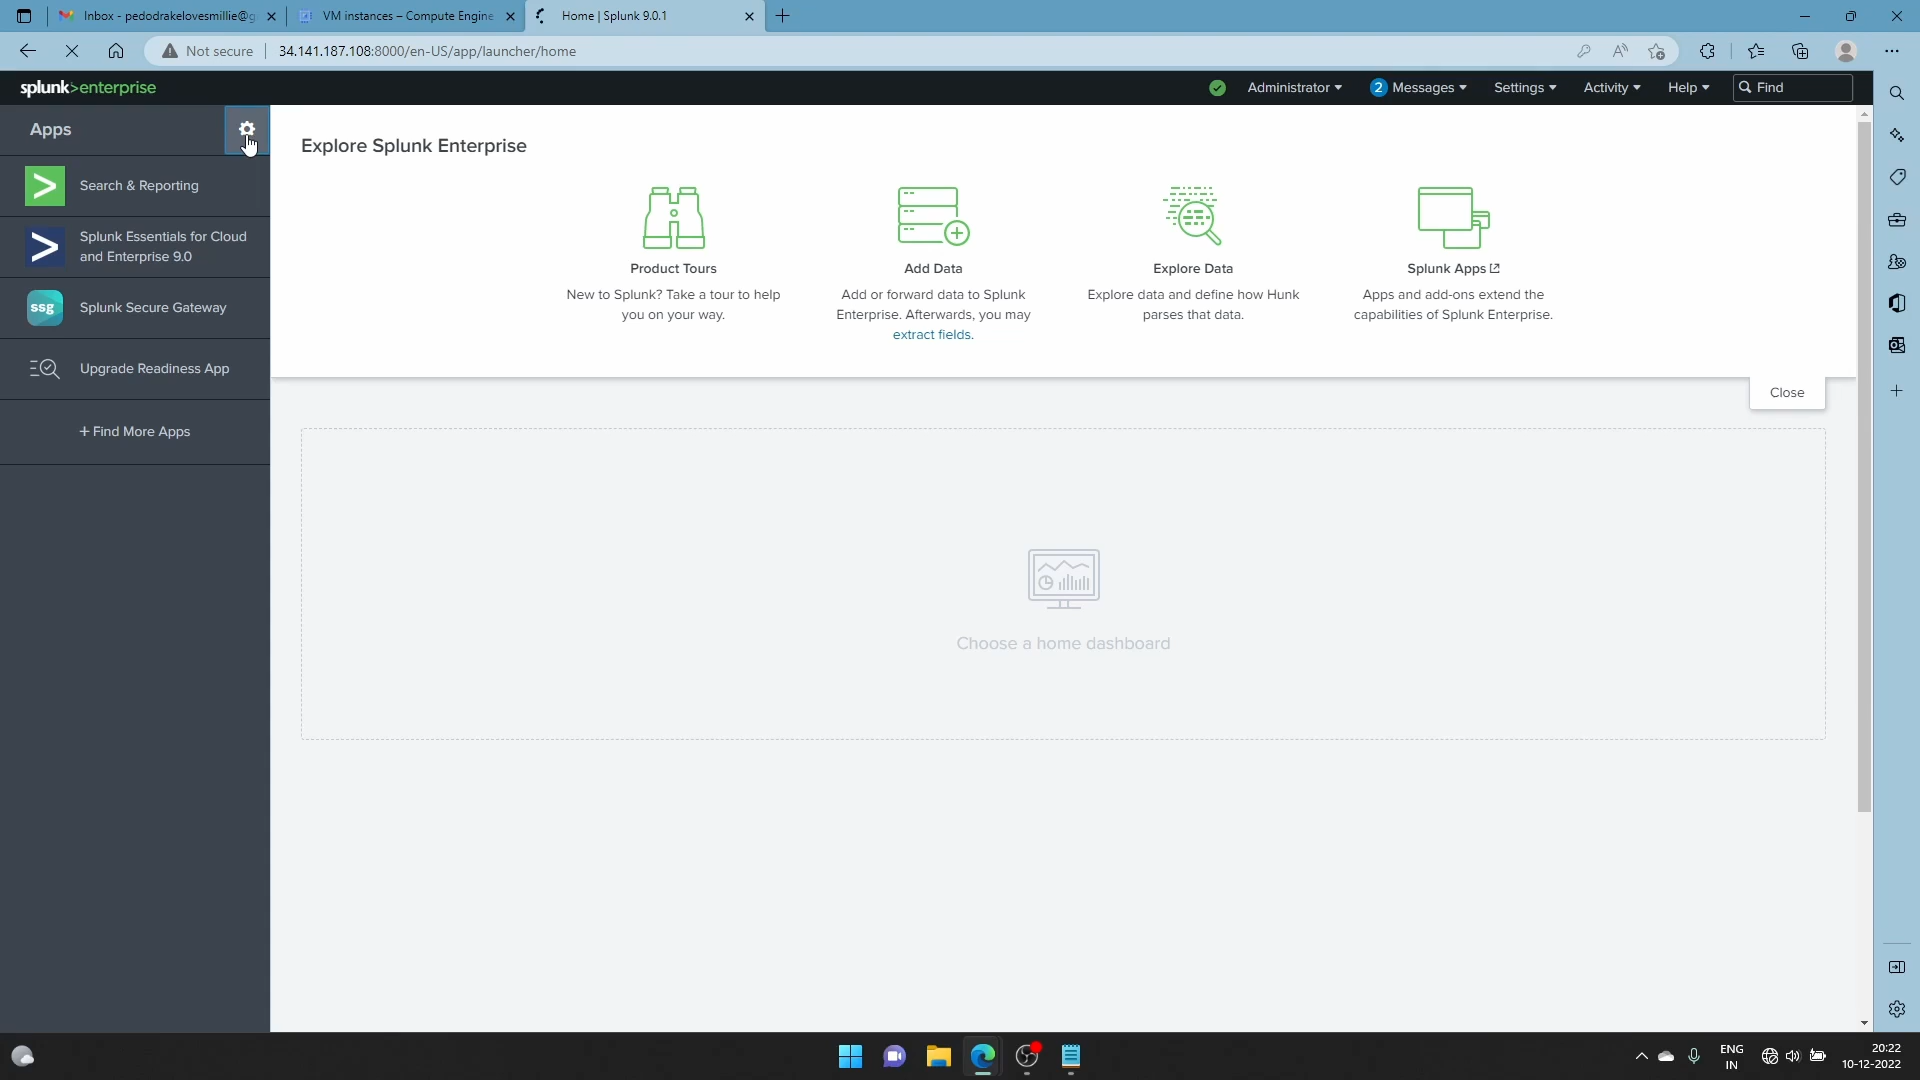 Inbox - pedodrakelovesmillie@g
VM instances – Compute Engine
Home | Splunk 9.0.1
Not secure
34.141.187.108:8000/en-US/app/launcher/home
splunk>enterprise
Administrator
2 Messages
Settings
Activity
Help
Find
Apps
Search & Reporting
Splunk Essentials for Cloud
and Enterprise 9.0
ssg
Splunk Secure Gateway
Upgrade Readiness App
+ Find More Apps
Explore Splunk Enterprise
Product Tours
New to Splunk? Take a tour to help
you on your way.
Add Data
Add or forward data to Splunk
Enterprise. Afterwards, you may
extract fields.
Explore Data
Explore data and define how Hunk
parses that data.
Splunk Apps
Apps and add-ons extend the
capabilities of Splunk Enterprise.
Close
Choose a home dashboard
ENG
IN
20:22
10-12-2022